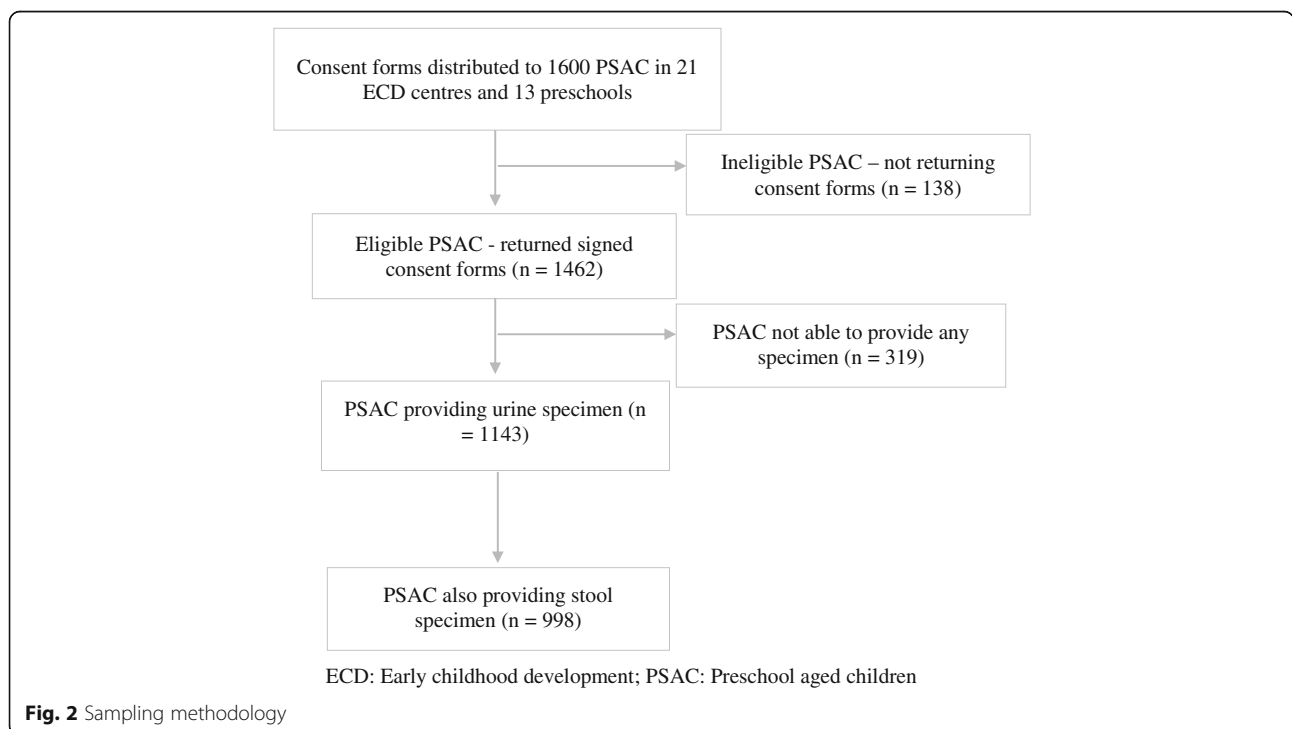 Consent forms distributed to 1600 PSAC in 21
ECD centres and 13 preschools
Ineligible PSAC – not returning
consent forms (n = 138)
Eligible PSAC - returned signed
consent forms (n = 1462)
PSAC not able to provide any
specimen (n = 319)
PSAC providing urine specimen (n
= 1143)
PSAC also providing stool
specimen (n = 998)
ECD: Early childhood development; PSAC: Preschool aged children
Fig. 2 Sampling methodology